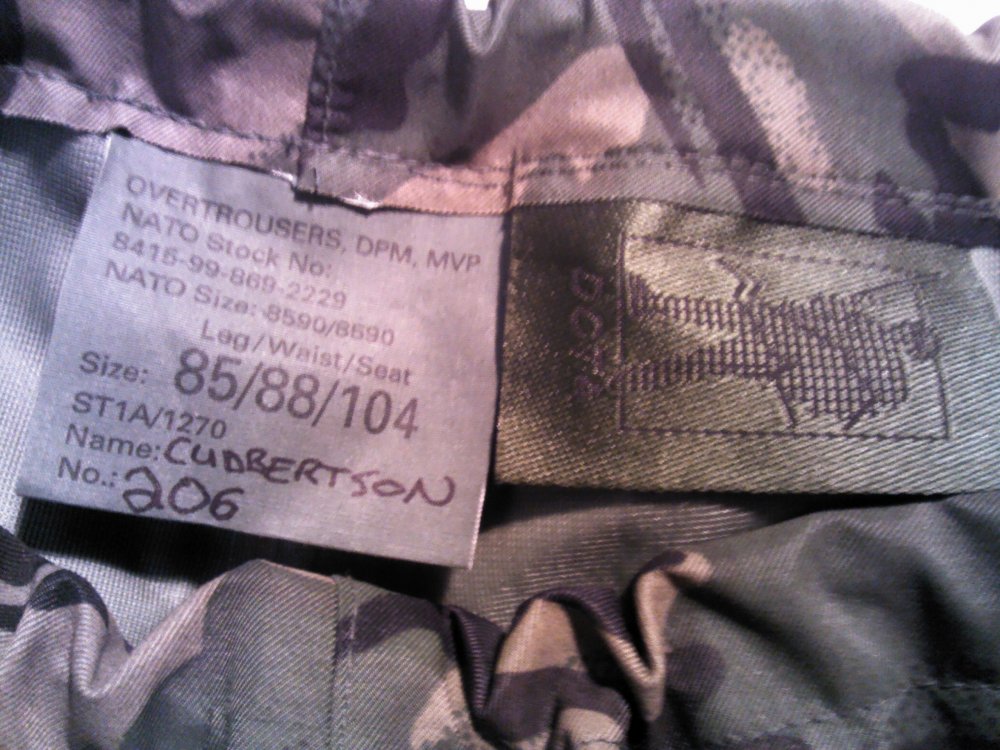 OVERTROUSERS, DPM, MVP
NATO Stock No:
8415-99-869-2229
NATO Size: 8590/8690
Leg/Waist/Seat
Size: 85/88/104
ST1A/1270
Name: CUDBERTSON
No.: 206